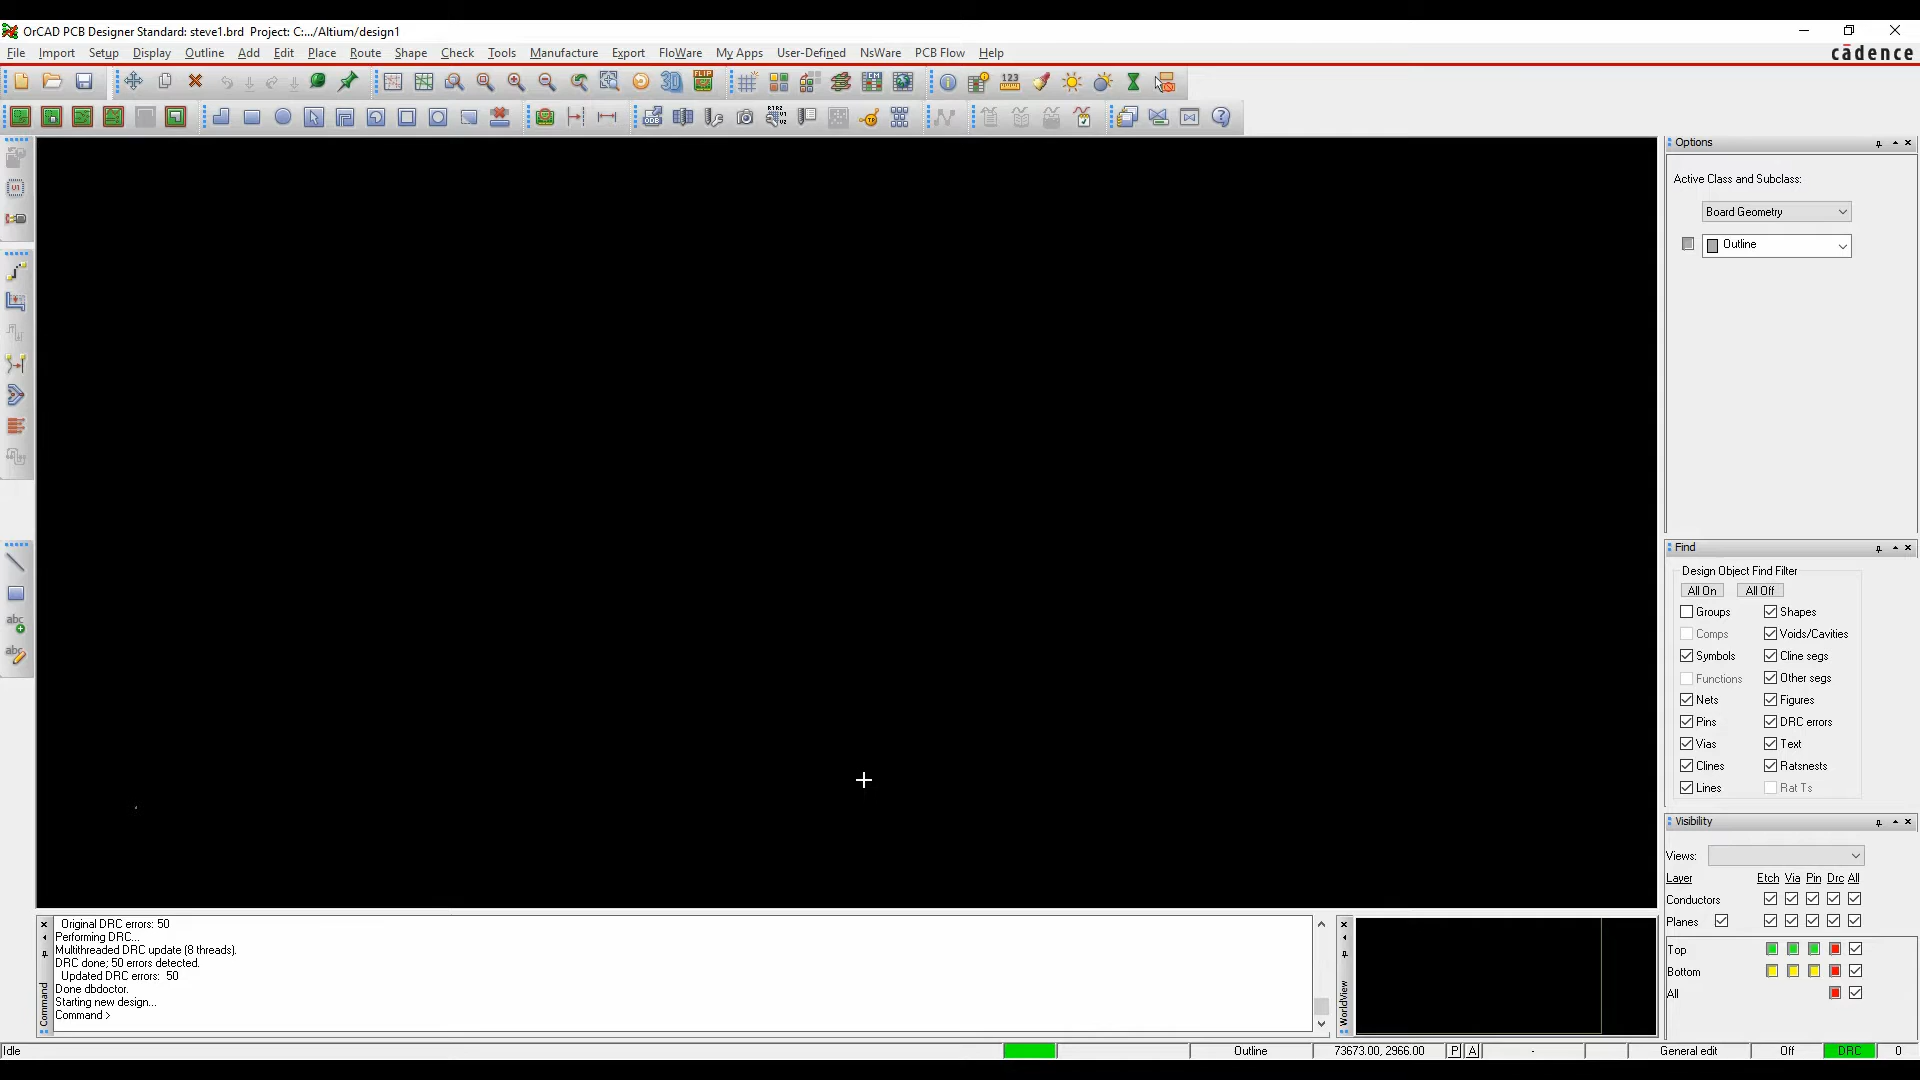 OrCAD PCB Designer Standard: steve1.brd  Project: C:.../Altium/design1
File Import Setup Display Outline Add Edit Place Route Shape Check Tools Manufacture Export FloWare My Apps User-Defined NsWare PCB Flow Help
cādence
Options
Active Class and Subclass:
Board Geometry
Outline
Find
Design Object Find Filter
All On All Off
Groups Shapes
Comps Voids/Cavities
Symbols Cline segs
Functions Other segs
Nets Figures
Pins DRC errors
Vias Text
Clines Ratsnests
Lines Rat Ts
Visibility
Views:
Layer Etch Via Pin Drc All
Conductors
Planes
Top
Bottom
All
Original DRC errors: 50
Performing DRC...
Multithreaded DRC update (8 threads).
DRC done; 50 errors detected.
Updated DRC errors: 50
Done dbdoctor.
Starting new design...
Command >
Command
WorldView
Idle Outline 73673.00, 2966.00 P A - General edit Off DRC 0